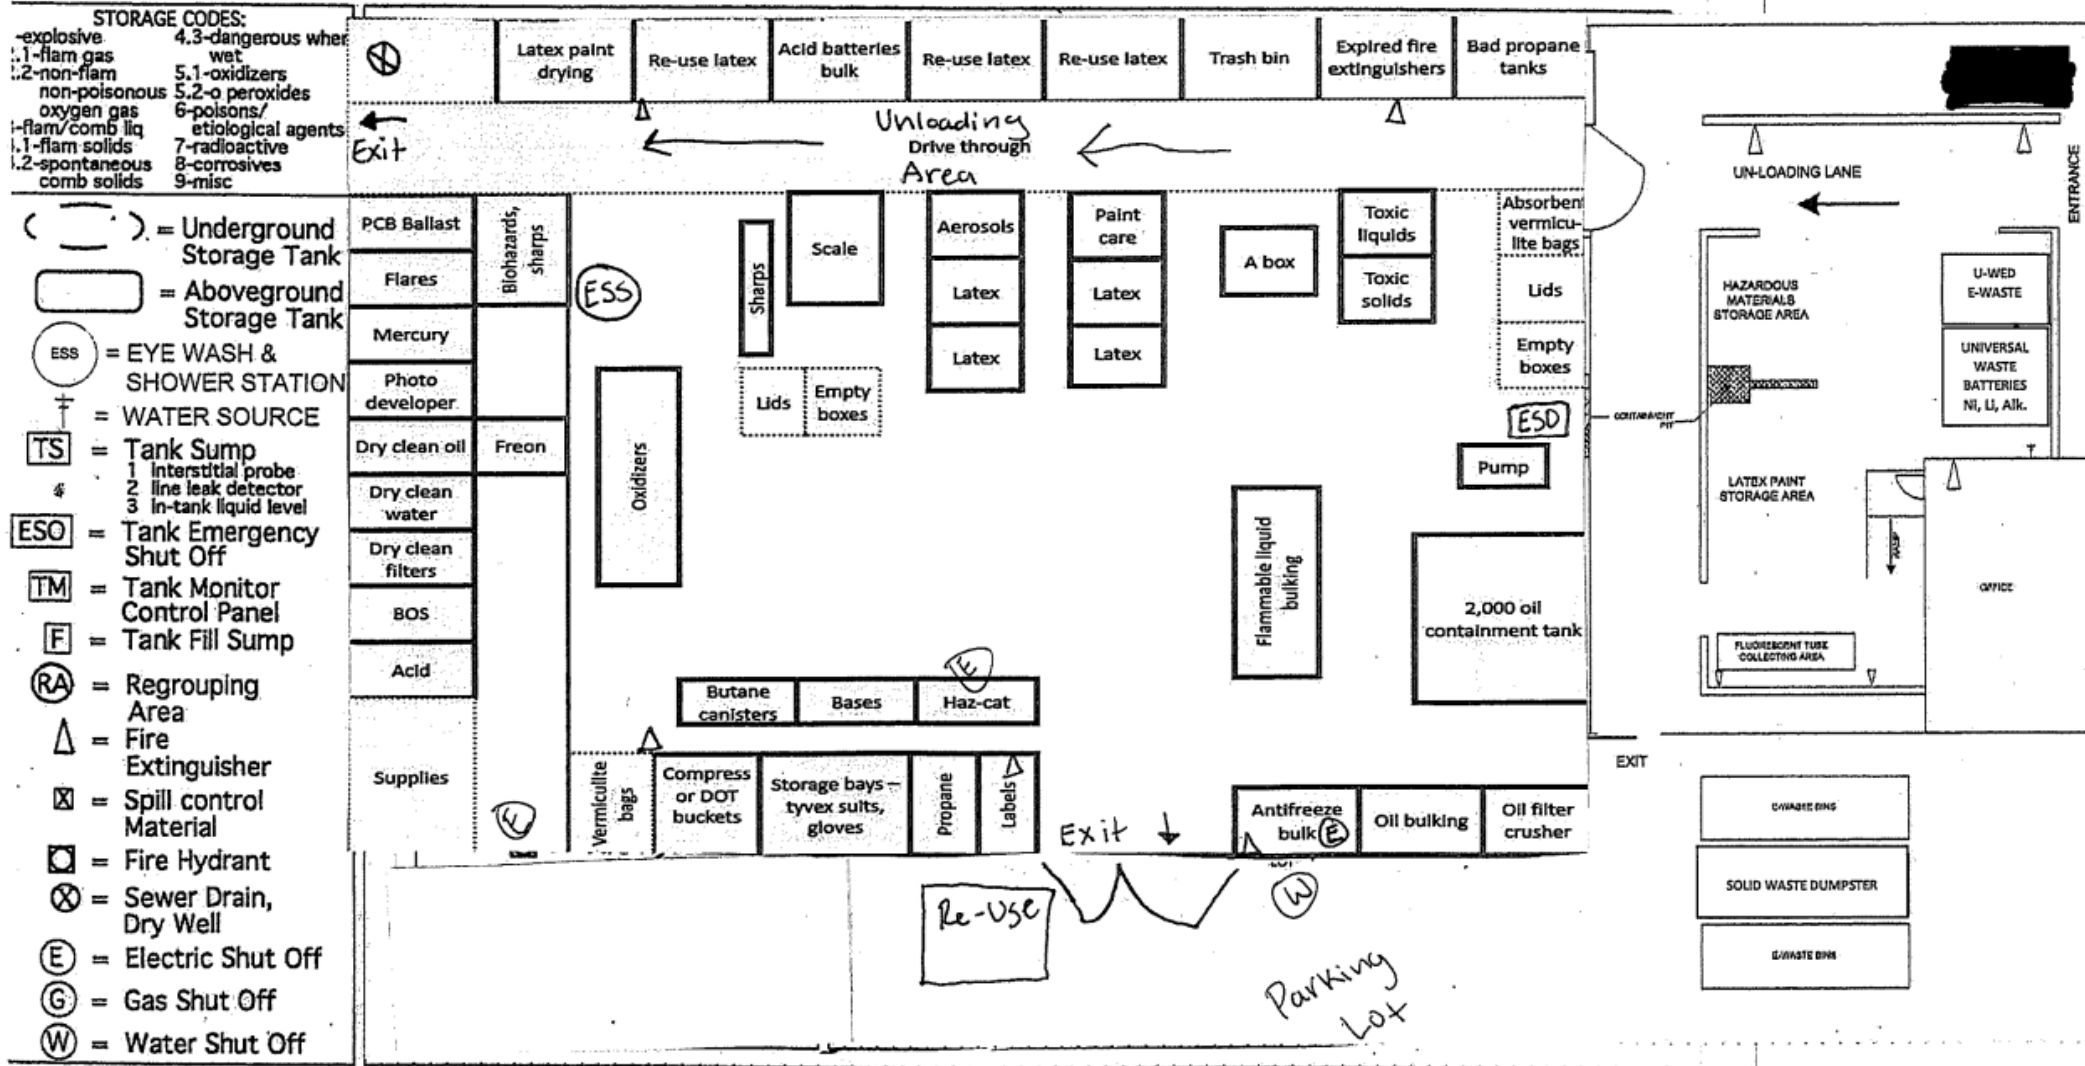 STORAGE CODES:
-explosive
.1-flam gas
.2-non-flam
non-poisonous
oxygen gas
-flam/comb liq
.1-flam solids
.2-spontaneous
comb solids
4.3-dangerous when
wet
5.1-oxidizers
5.2-o peroxides
6-poisons/
etiological agents
7-radioactive
8-corrosives
9-misc
= Underground
Storage Tank
= Aboveground
Storage Tank
ESS = EYE WASH &
SHOWER STATION
= WATER SOURCE
TS = Tank Sump
1 interstitial probe
2 line leak detector
3 in-tank liquid level
ESO = Tank Emergency
Shut Off
TM = Tank Monitor
Control Panel
F = Tank Fill Sump
RA = Regrouping
Area
= Fire
Extinguisher
= Spill control
Material
= Fire Hydrant
= Sewer Drain,
Dry Well
E = Electric Shut Off
G = Gas Shut Off
W = Water Shut Off
Latex paint
drying
Re-use latex
Acid batteries
bulk
Re-use latex
Re-use latex
Trash bin
Expired fire
extinguishers
Bad propane
tanks
Exit
Unloading
Drive through
Area
UN-LOADING LANE
ENTRANCE
PCB Ballast
Flares
Mercury
Photo
developer
Dry clean oil
Dry clean
water
Dry clean
filters
BOS
Acid
Supplies
Biohazards,
sharps
Freon
E
ESS
Oxidizers
Sharps
Scale
Lids
Empty
boxes
Aerosols
Latex
Latex
Paint
care
Latex
Latex
A box
Toxic
liquids
Toxic
solids
Absorbent
vermicu-
lite bags
Lids
Empty
boxes
ESO
Pump
Flammable liquid
bulking
2,000 oil
containment tank
Butane
canisters
Bases
Haz-cat
E
Vermiculite
bags
Compress
or DOT
buckets
Storage bays –
tyvex suits,
gloves
Propane
Labels
Exit
Antifreeze
bulk E
Oil bulking
Oil filter
crusher
Re-Use
W
Parking
Lot
HAZARDOUS
MATERIALS
STORAGE AREA
U-WED
E-WASTE
UNIVERSAL
WASTE
BATTERIES
Ni, Li, Alk.
CONTAINMENT
PIT
LATEX PAINT
STORAGE AREA
RAMP
OFFICE
FLUORESCENT TUBE
COLLECTING AREA
EXIT
E-WASTE BINS
SOLID WASTE DUMPSTER
E-WASTE BINS